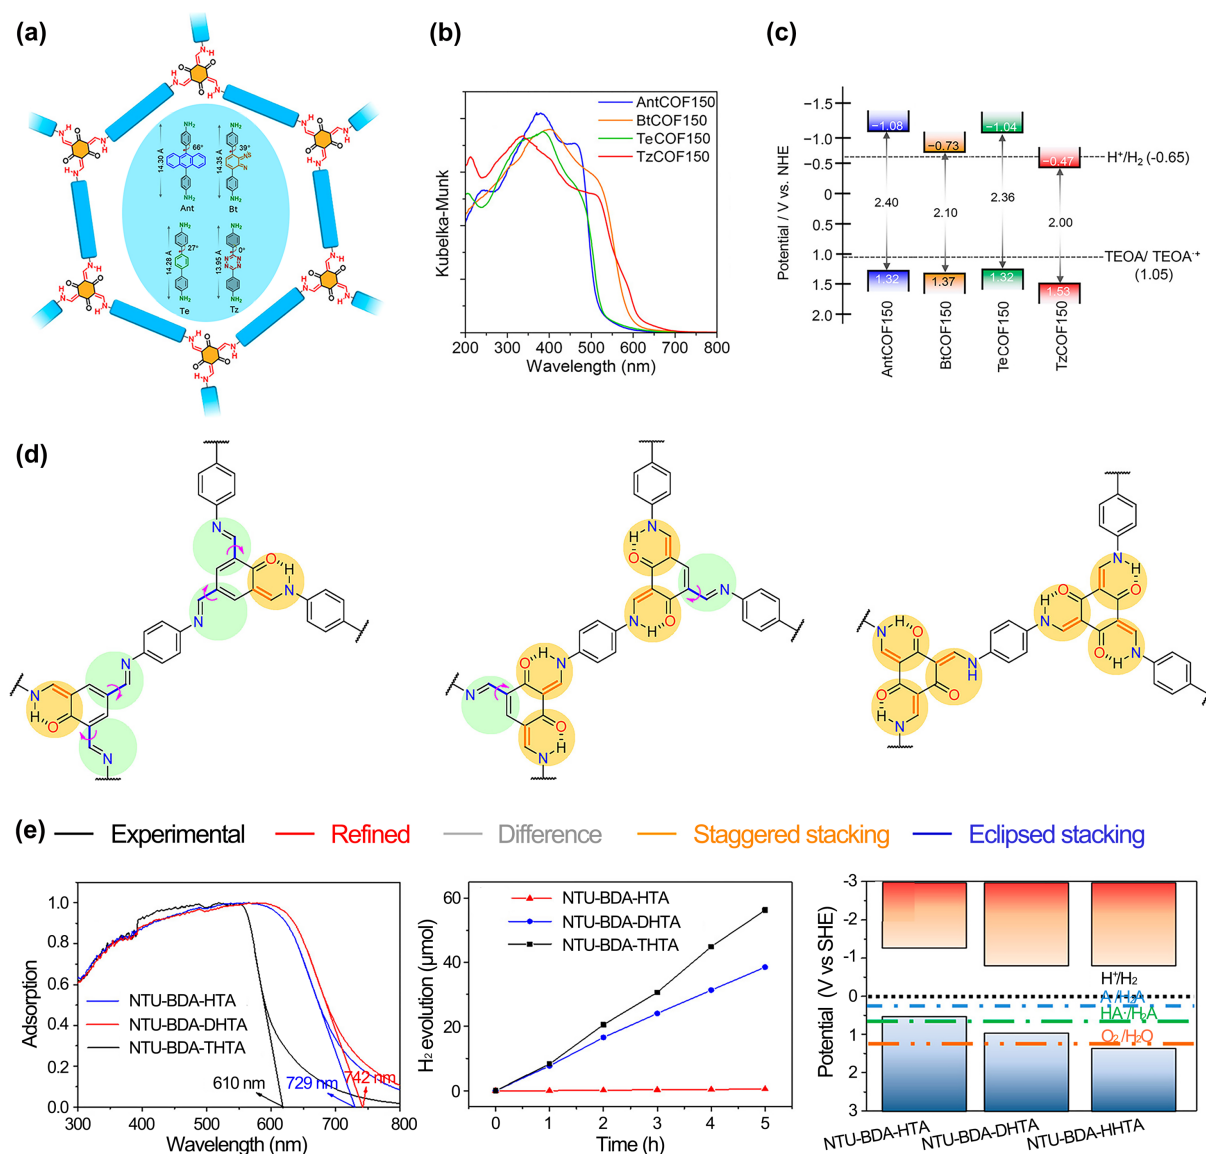 (a)
Ant
14.30 Å
66°
Bt
14.35 Å
39°
Te
14.28 Å
27°
Tz
13.95 Å
0°
NH₂
(b)
AntCOF150
BtCOF150
TeCOF150
TzCOF150
Kubelka-Munk
200 300 400 500 600 700 800
Wavelength (nm)
(c)
Potential / V vs. NHE
-1.5
-1.0
-0.5
0
0.5
1.0
1.5
2.0
-1.08
-0.73
-1.04
-0.47
H⁺/H₂ (-0.65)
2.40
2.10
2.36
2.00
TEOA/ TEOA·⁺
(1.05)
1.32
1.37
1.32
1.53
AntCOF150
BtCOF150
TeCOF150
TzCOF150
(d)
(e)
Experimental
Refined
Difference
Staggered stacking
Eclipsed stacking
Adsorption
1.0
0.8
0.6
0.4
0.2
0.0
NTU-BDA-HTA
NTU-BDA-DHTA
NTU-BDA-THTA
610 nm
729 nm
742 nm
300 400 500 600 700 800
Wavelength (nm)
H₂ evolution (μmol)
60
40
20
0
NTU-BDA-HTA
NTU-BDA-DHTA
NTU-BDA-THTA
0 1 2 3 4 5
Time (h)
Potential (V vs SHE)
-3
-2
-1
0
1
2
3
H⁺/H₂
A·/H₂A
HA·/H₂A
O₂/H₂O
NTU-BDA-HTA
NTU-BDA-DHTA
NTU-BDA-HHTA